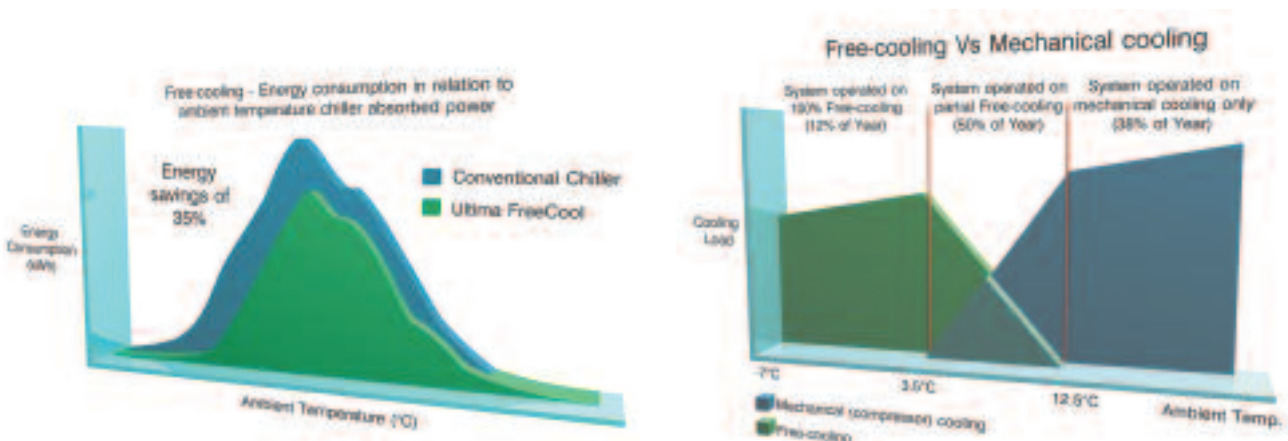 Free-cooling - Energy consumption in relation to
ambient temperature chiller absorbed power
Energy
savings of
35%
Conventional Chiller
Ultima FreeCool
Energy
Consumption
(kWh)
Ambient Temperature (°C)
Free-cooling Vs Mechanical cooling
System operated on
100% Free-cooling
(12% of Year)
System operated on
partial Free-cooling
(50% of Year)
System operated on
mechanical cooling only
(38% of Year)
Cooling
Load
-7°C
3.5°C
12.5°C
Ambient Temp.
Mechanical (compressor) cooling
Free-cooling